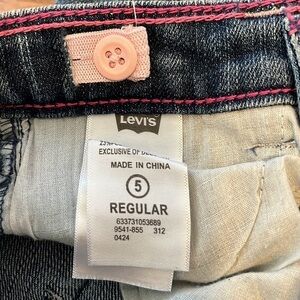 Levi's
EXCLUSIVE OF
MADE IN CHINA
5
REGULAR
633731053689
9541-855 312
0424